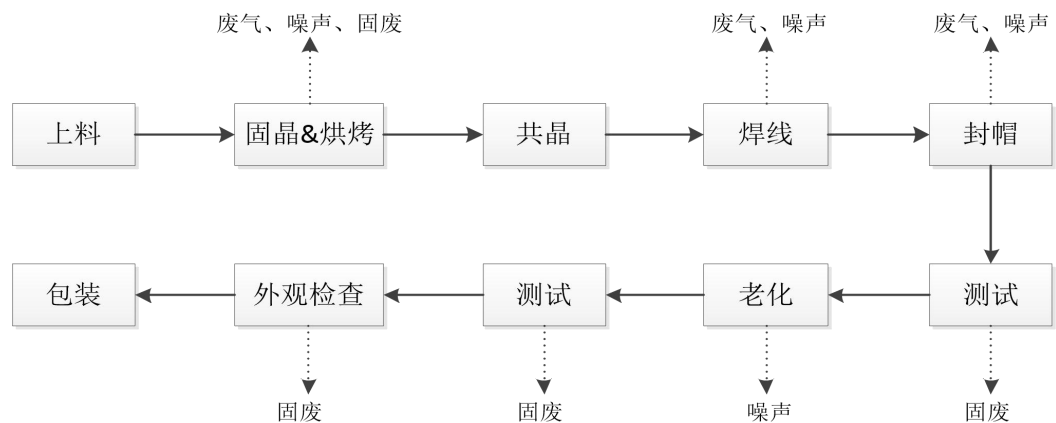 废气、噪声、固废
废气、噪声
废气、噪声
上料
固晶&烘烤
共晶
焊线
封帽
包装
外观检查
测试
老化
测试
固废
固废
噪声
固废